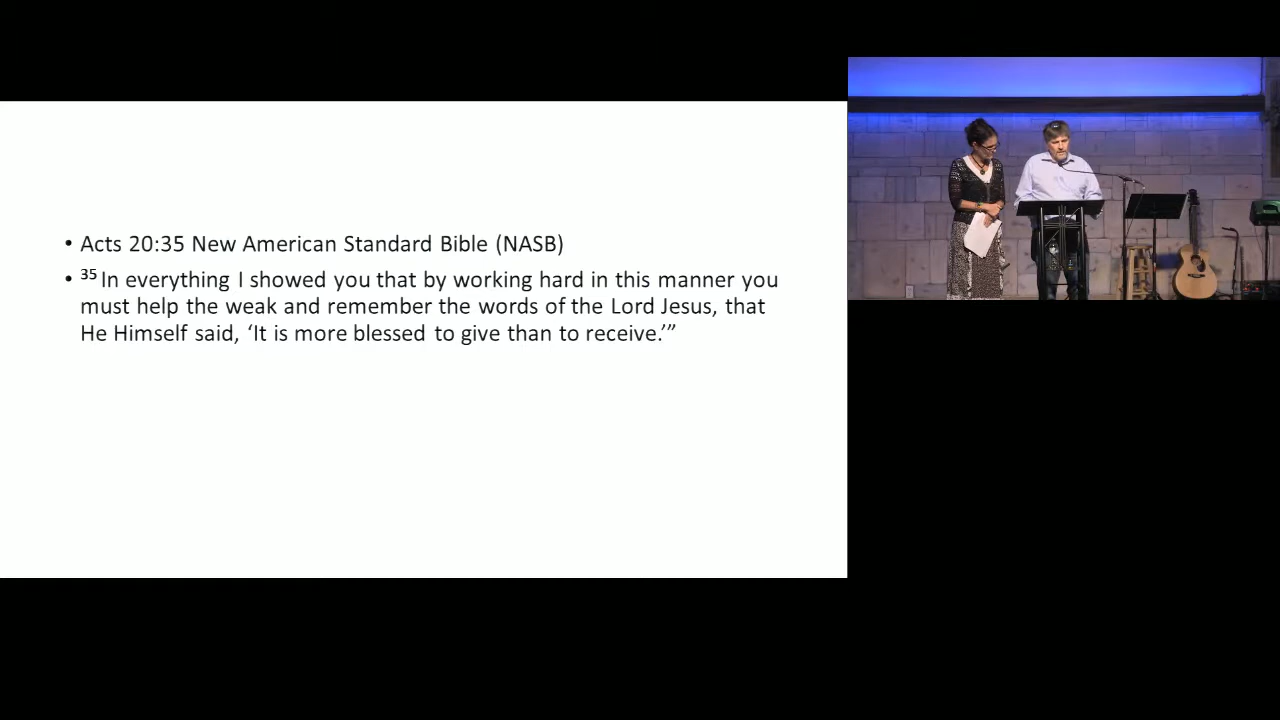 • Acts 20:35 New American Standard Bible (NASB)
• 35 In everything I showed you that by working hard in this manner you
must help the weak and remember the words of the Lord Jesus, that
He Himself said, ‘It is more blessed to give than to receive.’”